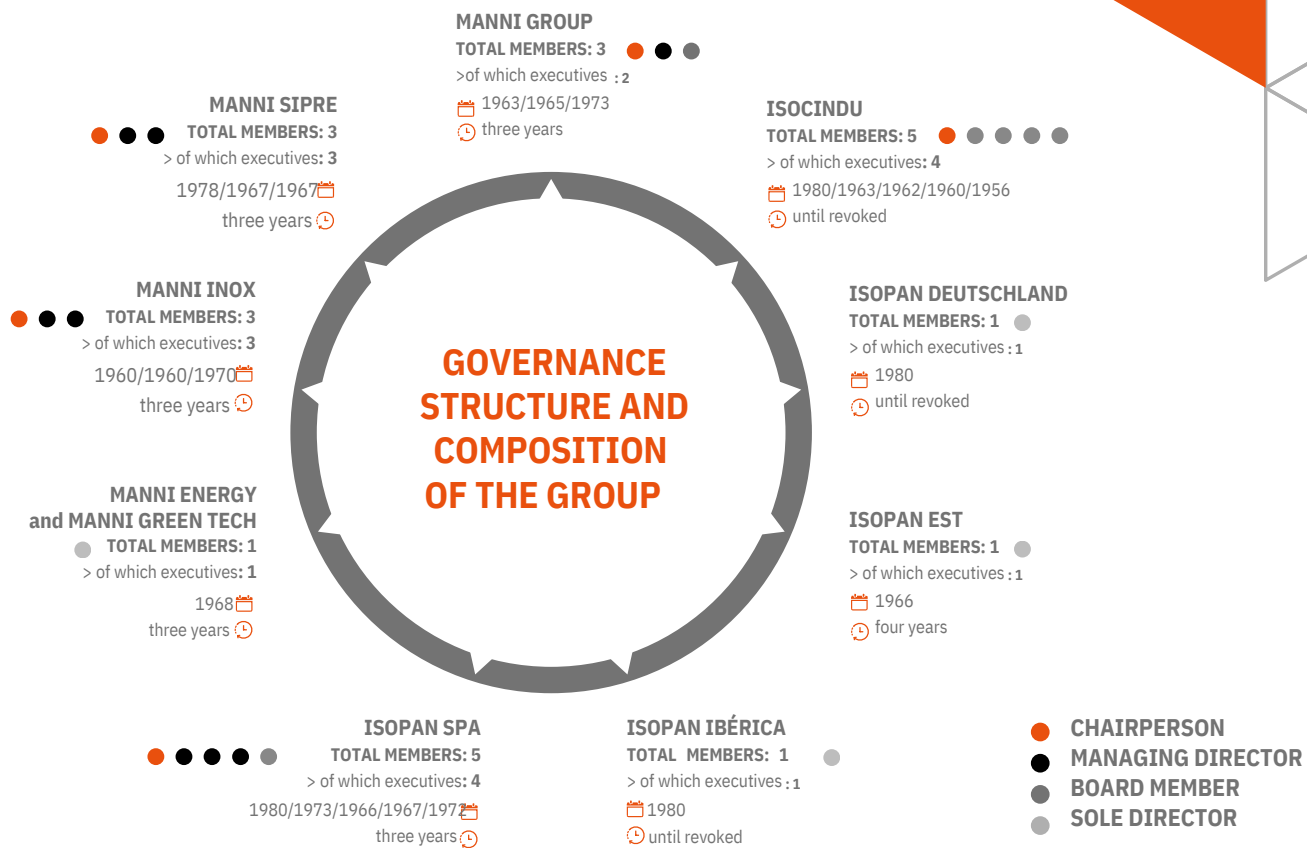 MANNI GROUP
TOTAL MEMBERS: 3
>of which executives : 2
1963/1965/1973
three years
MANNI SIPRE
TOTAL MEMBERS: 3
> of which executives: 3
1978/1967/1967
three years
ISOCINDU
TOTAL MEMBERS: 5
> of which executives: 4
1980/1963/1962/1960/1956
until revoked
MANNI INOX
TOTAL MEMBERS: 3
> of which executives: 3
1960/1960/1970
three years
ISOPAN DEUTSCHLAND
TOTAL MEMBERS: 1
> of which executives : 1
1980
until revoked
GOVERNANCE
STRUCTURE AND
COMPOSITION
OF THE GROUP
MANNI ENERGY
and MANNI GREEN TECH
TOTAL MEMBERS: 1
> of which executives: 1
1968
three years
ISOPAN EST
TOTAL MEMBERS: 1
> of which executives : 1
1966
four years
ISOPAN SPA
TOTAL MEMBERS: 5
> of which executives: 4
1980/1973/1966/1967/1972
three years
ISOPAN IBÉRICA
TOTAL MEMBERS: 1
> of which executives : 1
1980
until revoked
CHAIRPERSON
MANAGING DIRECTOR
BOARD MEMBER
SOLE DIRECTOR